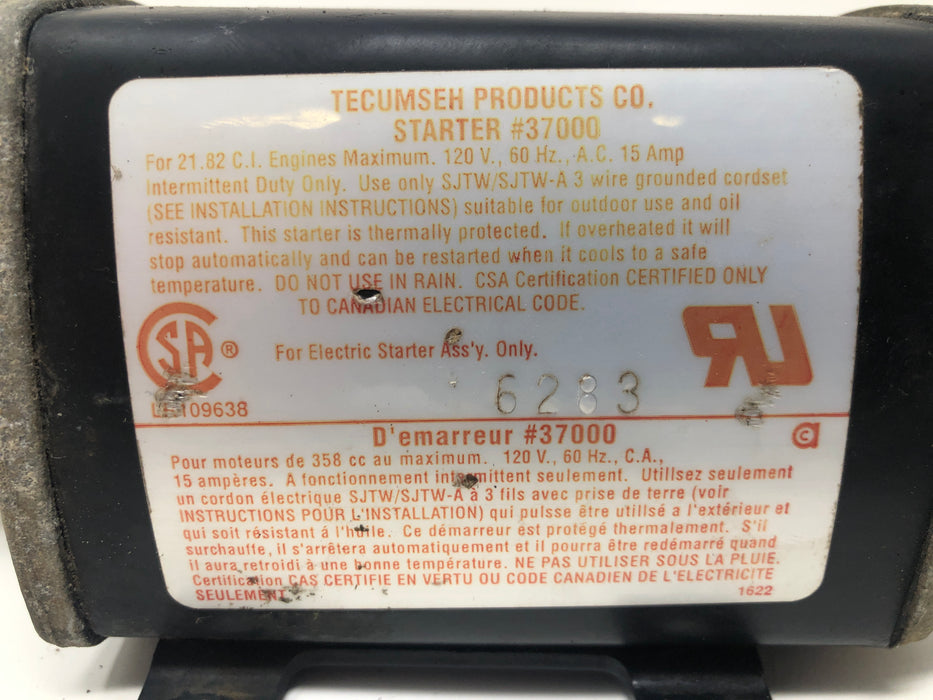 TECUMSEH PRODUCTS CO.
STARTER #37000
For 21.82 C.I. Engines Maximum. 120 V., 60 Hz., A.C. 15 Amp
Intermittent Duty Only. Use only SJTW/SJTW-A 3 wire grounded cordset
(SEE INSTALLATION INSTRUCTIONS) suitable for outdoor use and oil
resistant. This starter is thermally protected. If overheated it will
stop automatically and can be restarted when it cools to a safe
temperature. DO NOT USE IN RAIN. CSA Certification CERTIFIED ONLY
TO CANADIAN ELECTRICAL CODE.
CSA ®
For Electric Starter Ass'y. Only.
UR
6283
109638
D'emarreur #37000
Pour moteurs de 358 cc au maximum. 120 V., 60 Hz., C.A.,
15 ampères. A fonctionnement intermittent seulement. Utilisez seulement
un cordon électrique SJTW/SJTW-A à 3 fils avec prise de terre (voir
INSTRUCTIONS POUR L'INSTALLATION) qui puisse être utillsé a l'extérieur et
qui soit résistant á l'huile. Ce démarreur est protégé thermalement. S'il
surchauffe, il s'arrêtera automatiquement et il pourra être redémarré quand
il aura retroidi à une bonne température. NE PAS UTILISER SOUS LA PLUIE.
Certification CAS CERTIFIE EN VERTU OU CODE CANADIEN DE L'ELECTRICITE
SEULEMENT
1622